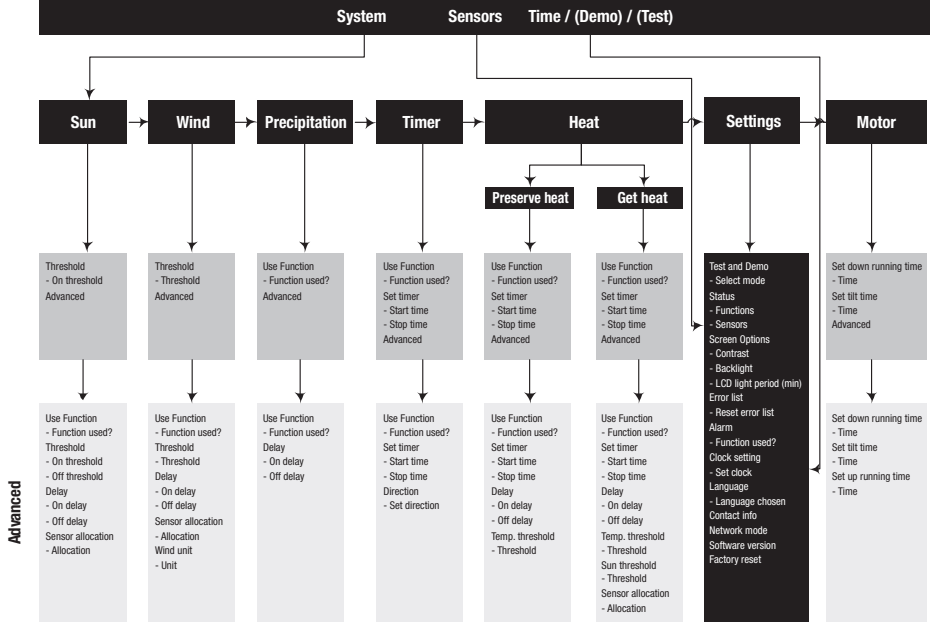 System Sensors Time / (Demo) / (Test)
Sun Wind Precipitation Timer Heat Settings Motor
Preserve heat Get heat
Threshold
- On threshold
Advanced
Threshold
- Threshold
Advanced
Use Function
- Function used?
Advanced
Use Function
- Function used?
Set timer
- Start time
- Stop time
Advanced
Use Function
- Function used?
Set timer
- Start time
- Stop time
Advanced
Use Function
- Function used?
Set timer
- Start time
- Stop time
Advanced
Test and Demo
- Select mode
Status
- Functions
- Sensors
Screen Options
- Contrast
- Backlight
- LCD light period (min)
Error list
- Reset error list
Alarm
- Function used?
Clock setting
- Set clock
Language
- Language chosen
Contact info
Network mode
Software version
Factory reset
Set down running time
- Time
Set tilt time
- Time
Advanced
Advanced
Use Function
- Function used?
Threshold
- On threshold
- Off threshold
Delay
- On delay
- Off delay
Sensor allocation
- Allocation
Use Function
- Function used?
Threshold
- Threshold
Delay
- On delay
- Off delay
Sensor allocation
- Allocation
Wind unit
- Unit
Use Function
- Function used?
Delay
- On delay
- Off delay
Use Function
- Function used?
Set timer
- Start time
- Stop time
Direction
- Set direction
Use Function
- Function used?
Set timer
- Start time
- Stop time
Delay
- On delay
- Off delay
Temp. threshold
- Threshold
Use Function
- Function used?
Set timer
- Start time
- Stop time
Delay
- On delay
- Off delay
Temp. threshold
- Threshold
Sun threshold
- Threshold
Sensor allocation
- Allocation
Set down running time
- Time
Set tilt time
- Time
Set up running time
- Time